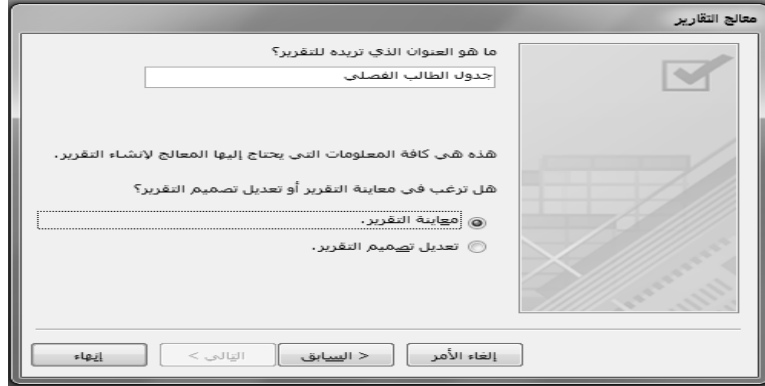 معالج التقارير
ما هو العنوان الذي تريده للتقرير؟
جدول الطالب الفصلي
هذه هي كافة المعلومات التي يحتاج إليها المعالج لإنشاء التقرير.
هل ترغب في معاينة التقرير أو تعديل تصميم التقرير؟
معاينة التقرير.
تعديل تصميم التقرير.
إلغاء الأمر
< السابق
التالي >
إنهاء